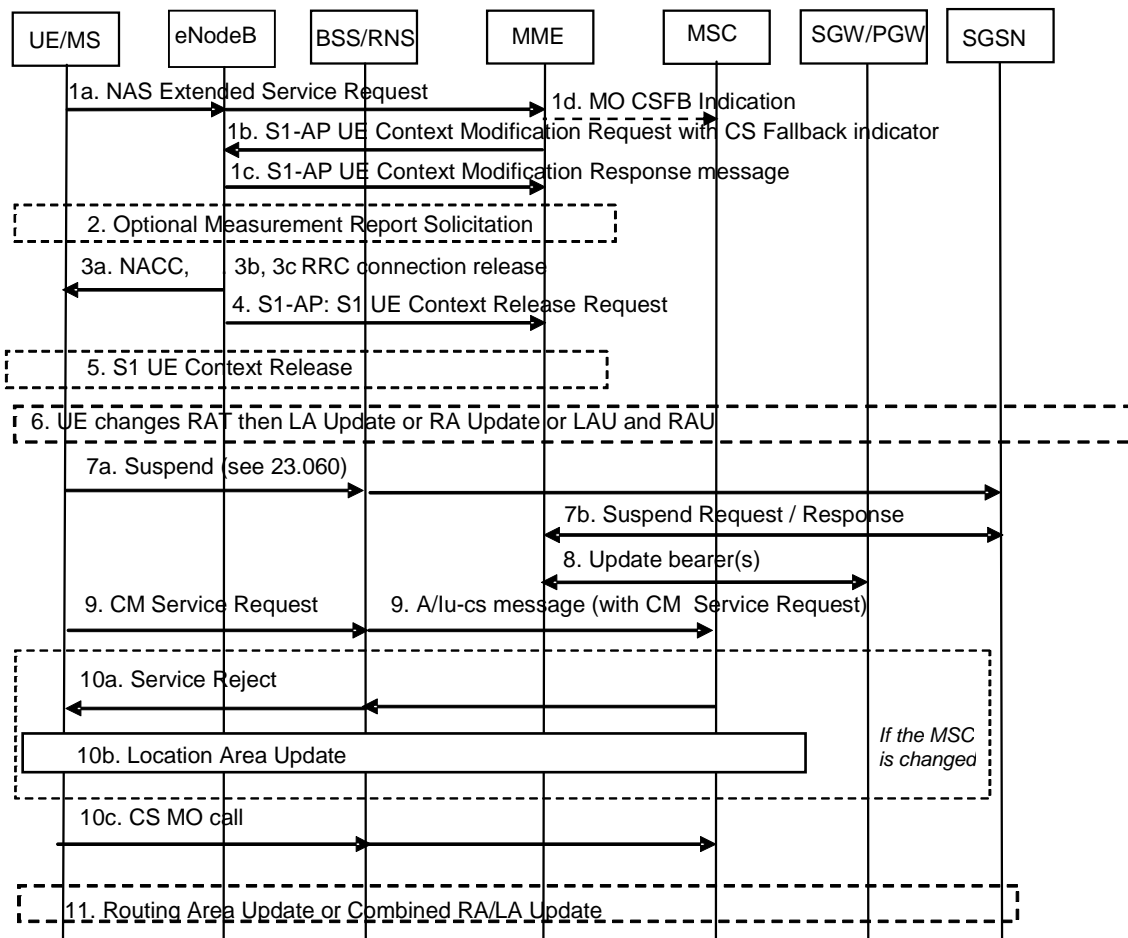 UE/MS
eNodeB
BSS/RNS
MME
MSC
SGW/PGW
SGSN
1a. NAS Extended Service Request
1d. MO CSFB Indication
1b. S1-AP UE Context Modification Request with CS Fallback indicator
1c. S1-AP UE Context Modification Response message
2. Optional Measurement Report Solicitation
3a. NACC, 3b, 3c RRC connection release
4. S1-AP: S1 UE Context Release Request
5. S1 UE Context Release
6. UE changes RAT then LA Update or RA Update or LAU and RAU
7a. Suspend (see 23.060)
7b. Suspend Request / Response
8. Update bearer(s)
9. CM Service Request
9. A/Iu-cs message (with CM Service Request)
10a. Service Reject
If the MSC
is changed
10b. Location Area Update
10c. CS MO call
11. Routing Area Update or Combined RA/LA Update